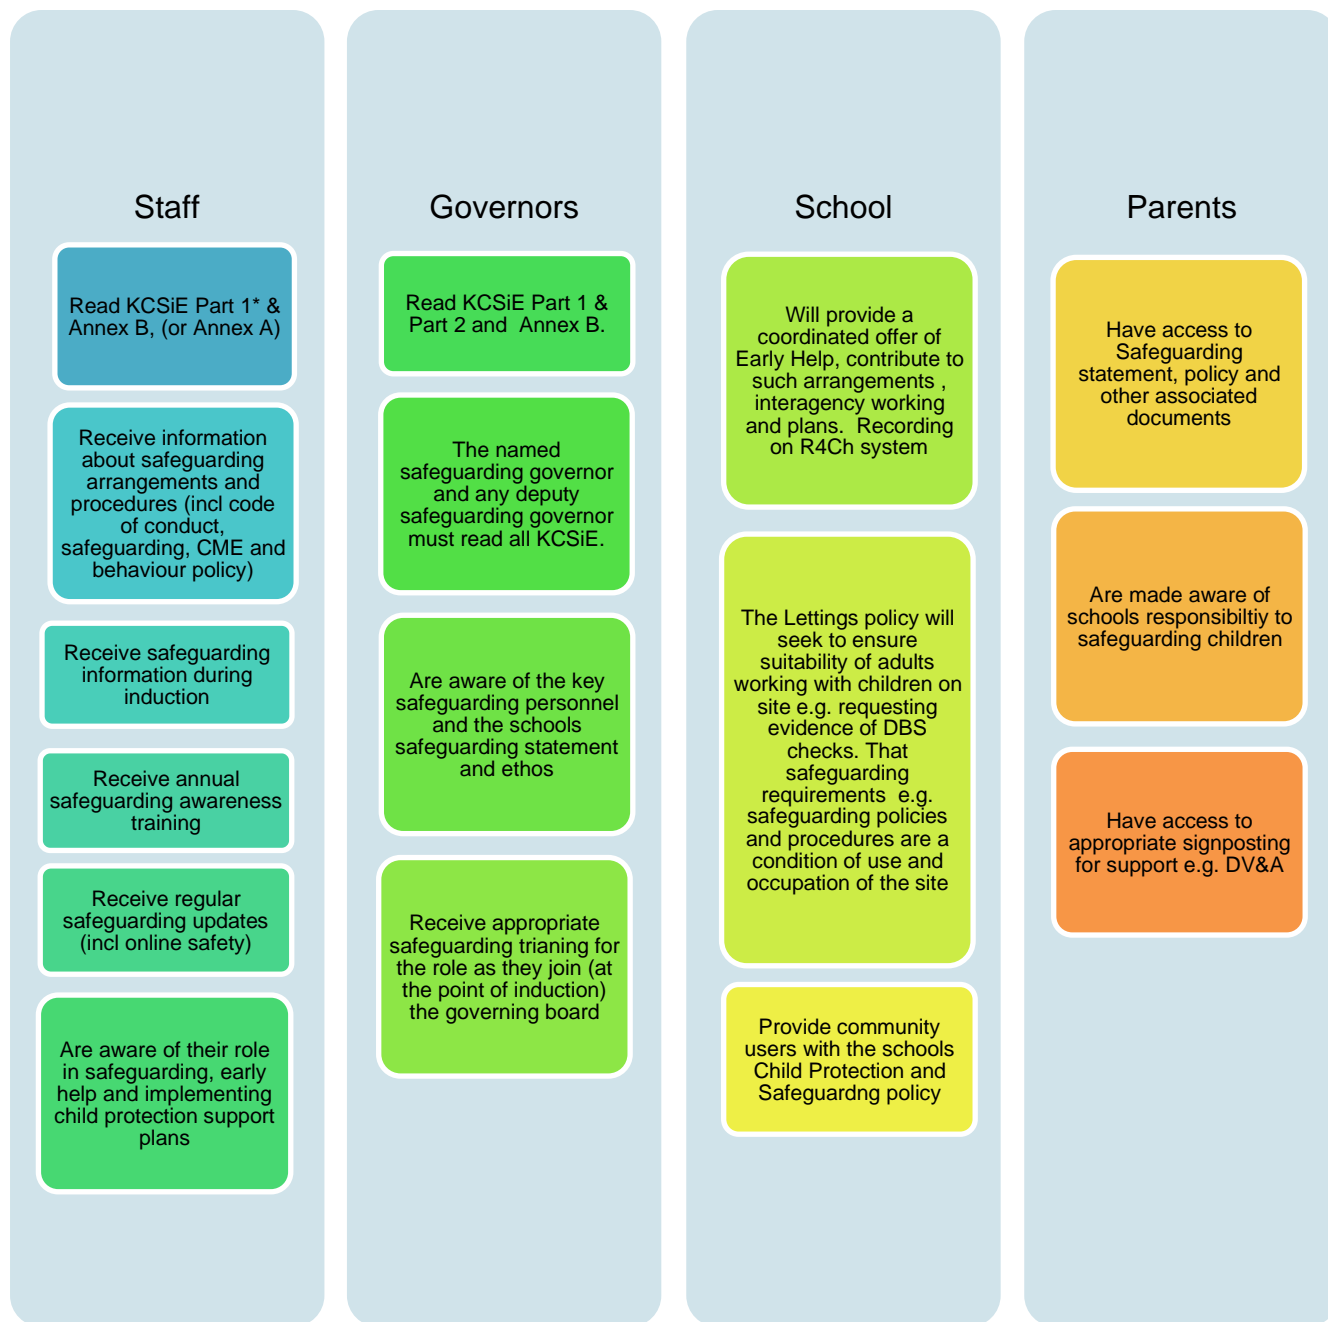 Staff
Read KCSiE Part 1* &
Annex B, (or Annex A)
Receive information
about safeguarding
arrangements and
procedures (incl code
of conduct,
safeguarding, CME and
behaviour policy)
Receive safeguarding
information during
induction
Receive annual
safeguarding awareness
training
Receive regular
safeguarding updates
(incl online safety)
Are aware of their role
in safeguarding, early
help and implementing
child protection support
plans
Governors
Read KCSiE Part 1 &
Part 2 and Annex B.
The named
safeguarding governor
and any deputy
safeguarding governor
must read all KCSiE.
Are aware of the key
safeguarding personnel
and the schools
safeguarding statement
and ethos
Receive appropriate
safeguarding trianing for
the role as they join (at
the point of induction)
the governing board
School
Will provide a
coordinated offer of
Early Help, contribute to
such arrangements ,
interagency working
and plans. Recording
on R4Ch system
The Lettings policy will
seek to ensure
suitability of adults
working with children on
site e.g. requesting
evidence of DBS
checks. That
safeguarding
requirements e.g.
safeguarding policies
and procedures are a
condition of use and
occupation of the site
Provide community
users with the schools
Child Protection and
Safeguardng policy
Parents
Have access to
Safeguarding
statement, policy and
other associated
documents
Are made aware of
schools responsibiltiy to
safeguarding children
Have access to
appropriate signposting
for support e.g. DV&A